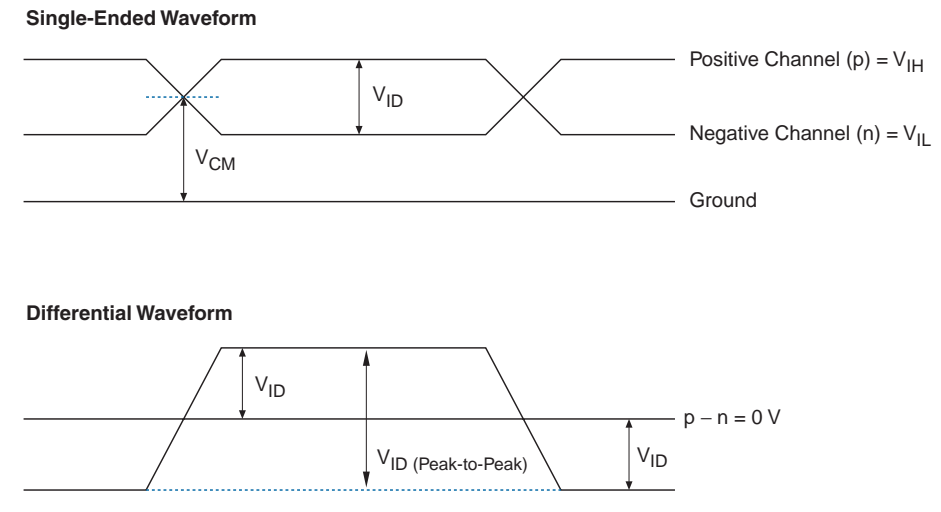 Single-Ended Waveform
Positive Channel (p) = VIH
VID
Negative Channel (n) = VIL
VCM
Ground
Differential Waveform
VID
p − n = 0 V
VID (Peak-to-Peak)
VID